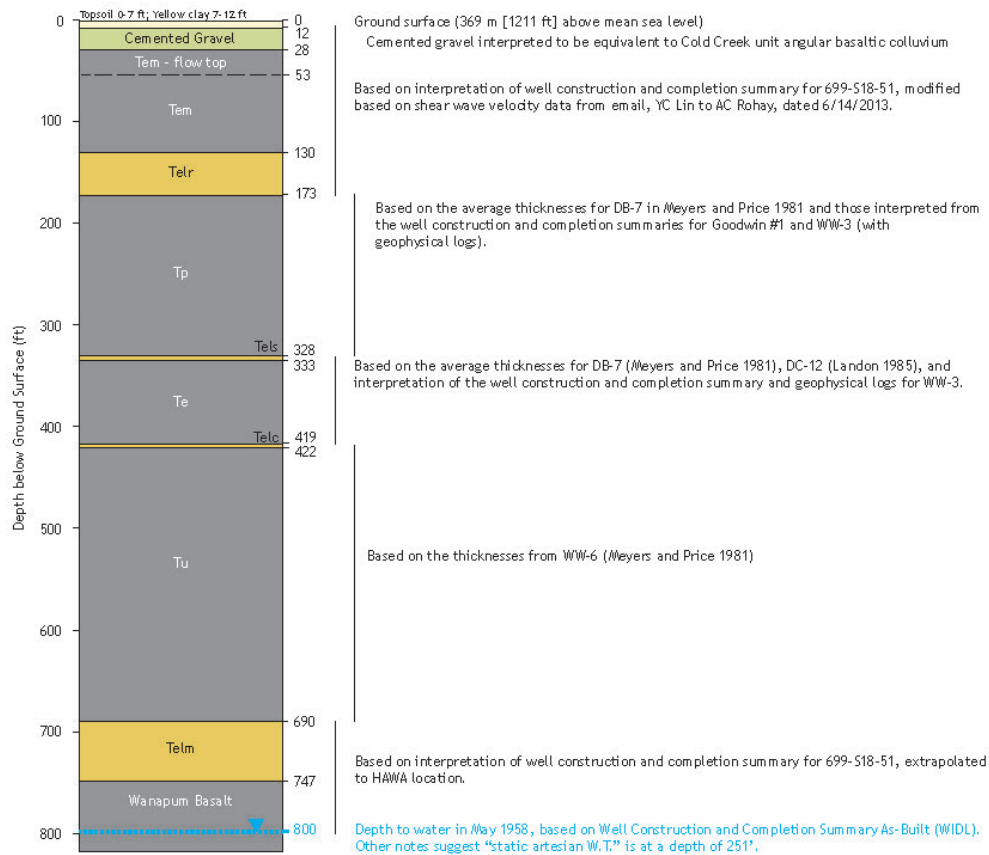 Topsoil 0-7 ft; Yellow clay 7-12 ft
0
0
Ground surface (369 m [1211 ft] above mean sea level)
12
Cemented Gravel
Cemented gravel interpreted to be equivalent to Cold Creek unit angular basaltic colluvium
28
Tem - flow top
53
Based on interpretation of well construction and completion summary for 699-S18-51, modified
based on shear wave velocity data from email, YC Lin to AC Rohay, dated 6/14/2013.
Tem
100
130
Telr
173
200
Based on the average thicknesses for DB-7 in Meyers and Price 1981 and those interpreted from
the well construction and completion summaries for Goodwin #1 and WW-3 (with
geophysical logs).
Tp
300
Tels
328
333
Based on the average thicknesses for DB-7 (Meyers and Price 1981), DC-12 (Landon 1985), and
interpretation of the well construction and completion summary and geophysical logs for WW-3.
Te
400
Telc
419
422
Depth below Ground Surface (ft)
500
Based on the thicknesses from WW-6 (Meyers and Price 1981)
Tu
600
690
700
Telm
Based on interpretation of well construction and completion summary for 699-S18-51, extrapolated
to HAWA location.
747
Wanapum Basalt
800
800
Depth to water in May 1958, based on Well Construction and Completion Summary As-Built (WIDL).
Other notes suggest “static artesian W.T.” is at a depth of 251’.